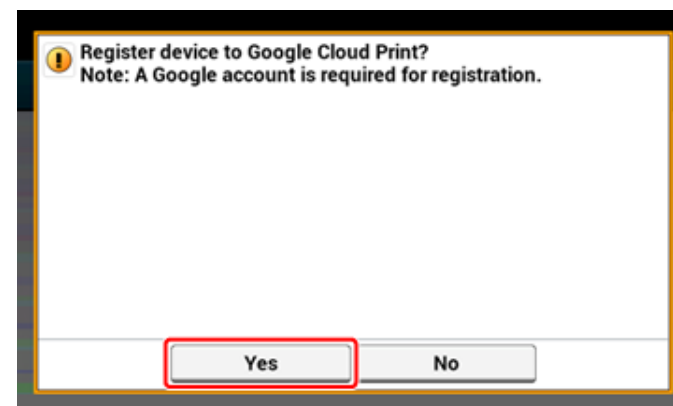 Register device to Google Cloud Print?
Note: A Google account is required for registration.
Yes
No